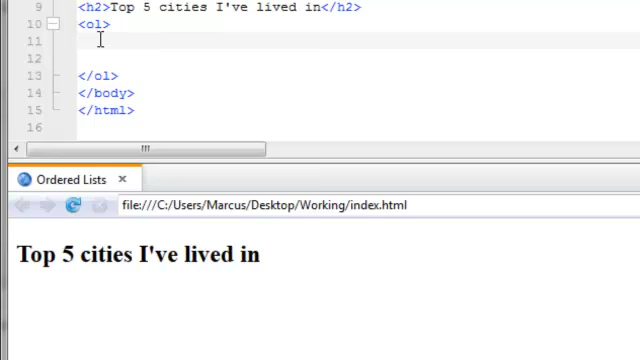 9 <h2>Top 5 cities I've lived in</h2>
10 <ol>
11
12
13 </ol>
14 </body>
15 </html>
16
Ordered Lists
file:///C:/Users/Marcus/Desktop/Working/index.html
Top 5 cities I've lived in